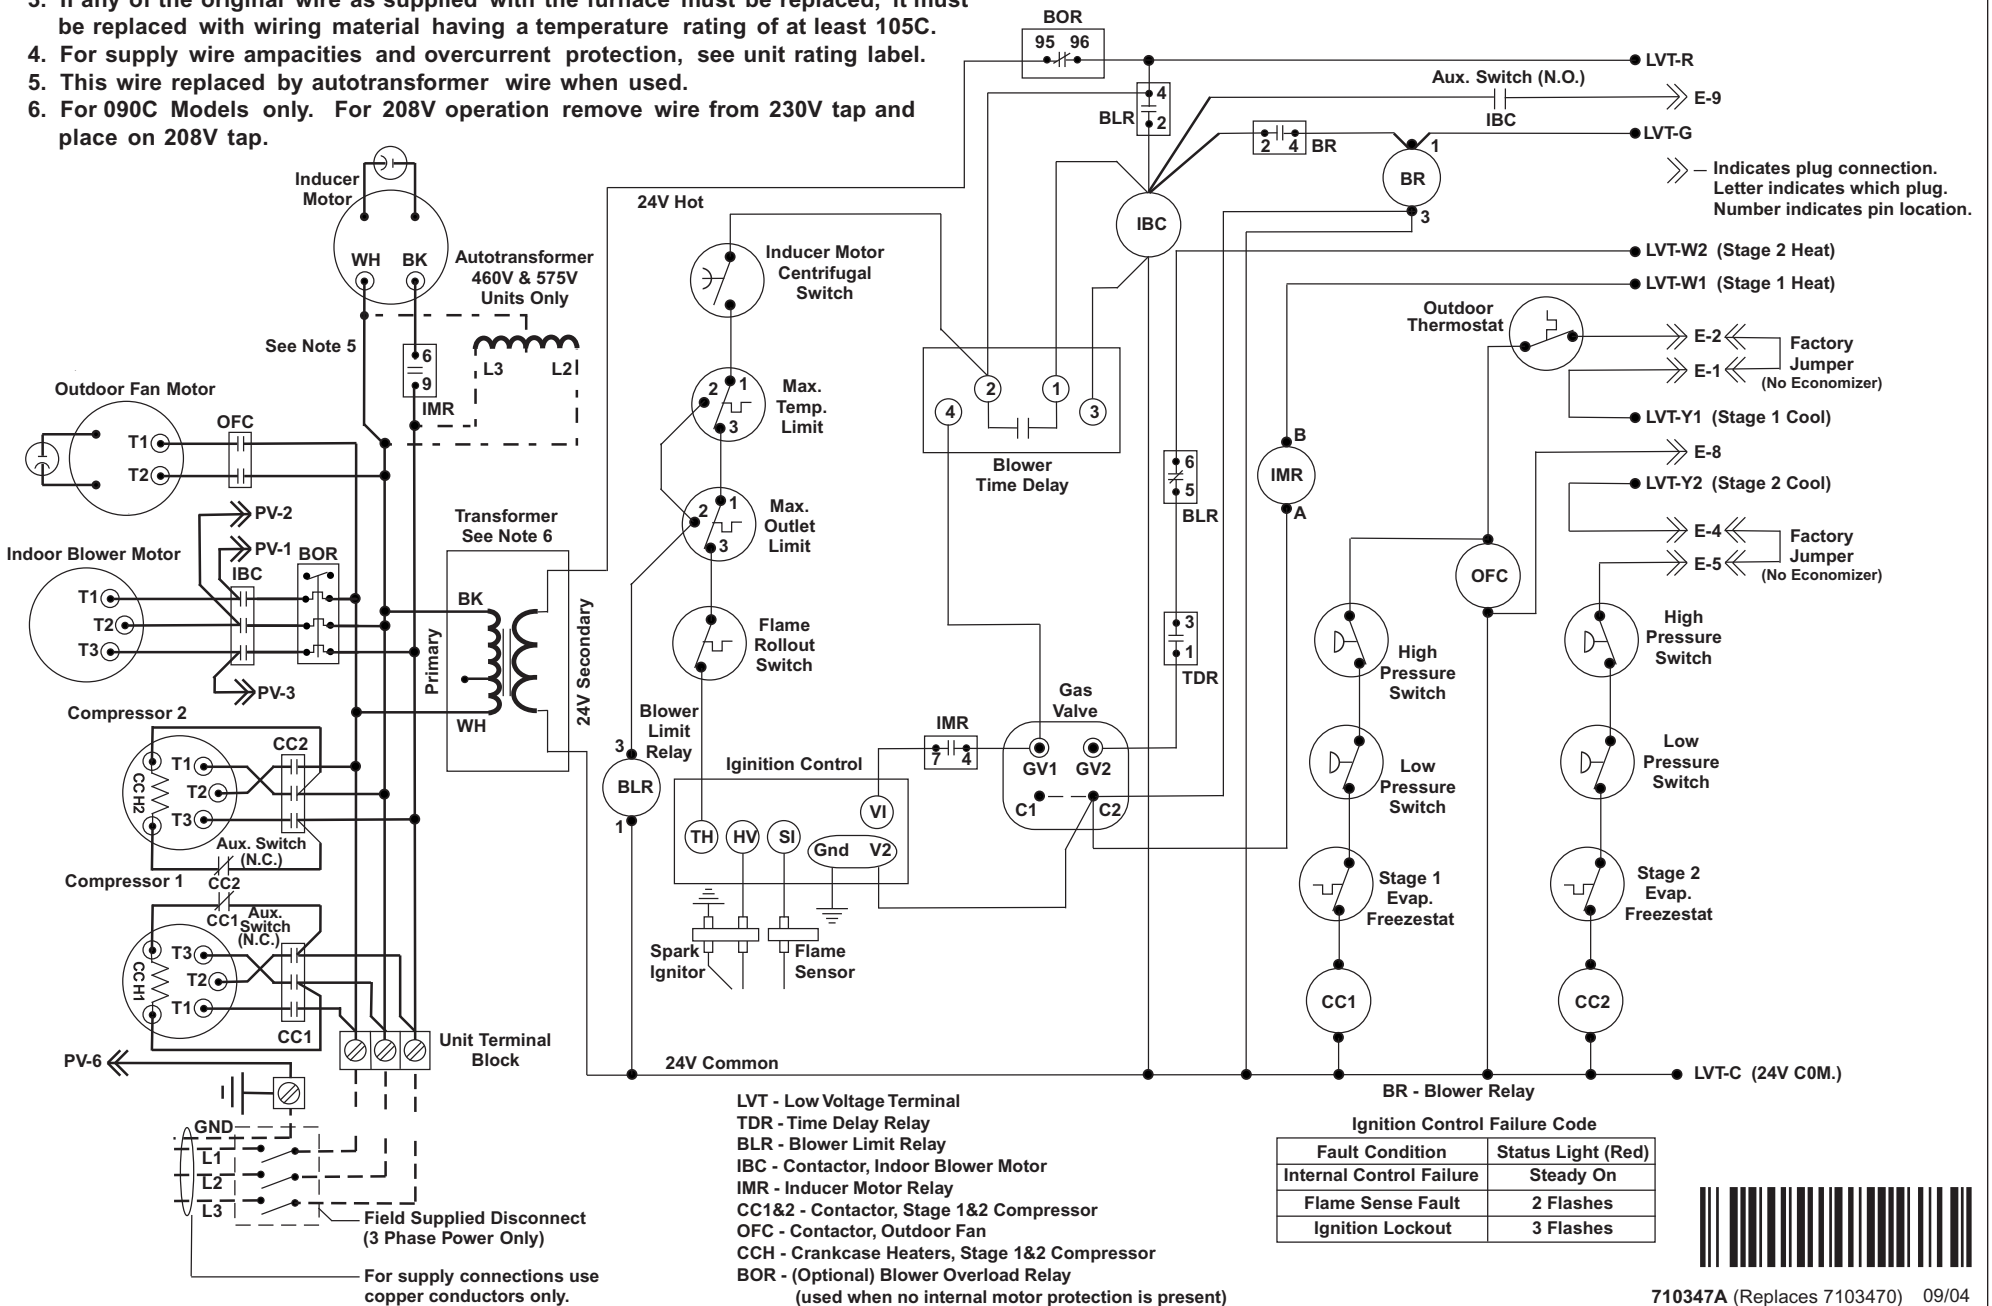 3. If any of the original wire as supplied with the furnace must be replaced, it must
be replaced with wiring material having a temperature rating of at least 105C.
4. For supply wire ampacities and overcurrent protection, see unit rating label.
5. This wire replaced by autotransformer wire when used.
6. For 090C Models only. For 208V operation remove wire from 230V tap and
place on 208V tap.
BOR
95 96
LVT-R
Aux. Switch (N.O.)
E-9
IBC
4
BLR
2
LVT-G
2 4 BR
1
BR
3
IBC
Indicates plug connection.
Letter indicates which plug.
Number indicates pin location.
Inducer
Motor
WH BK
Autotransformer
460V & 575V
Units Only
See Note 5
L3 L2
6
9
IMR
24V Hot
Inducer Motor
Centrifugal
Switch
LVT-W2 (Stage 2 Heat)
LVT-W1 (Stage 1 Heat)
Outdoor
Thermostat
E-2
E-1
Factory
Jumper
(No Economizer)
LVT-Y1 (Stage 1 Cool)
E-8
LVT-Y2 (Stage 2 Cool)
E-4
E-5
Factory
Jumper
(No Economizer)
Outdoor Fan Motor
T1
T2
OFC
2 1
3
Max.
Temp.
Limit
2 1
4 3
Blower
Time Delay
6
5
BLR
B
IMR
A
2 1
3
Max.
Outlet
Limit
PV-2
PV-1
Indoor Blower Motor
BOR
IBC
T1
T2
T3
PV-3
Transformer
See Note 6
BK
Primary
WH
24V Secondary
Flame
Rollout
Switch
3
1
TDR
OFC
High
Pressure
Switch
High
Pressure
Switch
Compressor 2
CC2
T1
T2
T3
CC H2
Aux. Switch
(N.C.)
CC2
Blower
Limit
Relay
3
BLR
1
Iginition Control
IMR
7 4
Gas
Valve
GV1 GV2
C1 C2
VI
TH HV SI
Gnd V2
Low
Pressure
Switch
Low
Pressure
Switch
Compressor 1
CC1
Aux.
Switch
(N.C.)
T3
T2
T1
CC H1
CC1
Spark
Ignitor
Flame
Sensor
Stage 1
Evap.
Freezestat
Stage 2
Evap.
Freezestat
CC1
CC2
PV-6
Unit Terminal
Block
24V Common
LVT-C (24V C0M.)
GND
L1
L2
L3
Field Supplied Disconnect
(3 Phase Power Only)
For supply connections use
copper conductors only.
LVT - Low Voltage Terminal
TDR - Time Delay Relay
BLR - Blower Limit Relay
IBC - Contactor, Indoor Blower Motor
IMR - Inducer Motor Relay
CC1&2 - Contactor, Stage 1&2 Compressor
OFC - Contactor, Outdoor Fan
CCH - Crankcase Heaters, Stage 1&2 Compressor
BOR - (Optional) Blower Overload Relay
(used when no internal motor protection is present)
BR - Blower Relay
Ignition Control Failure Code
Fault Condition Status Light (Red)
Internal Control Failure Steady On
Flame Sense Fault 2 Flashes
Ignition Lockout 3 Flashes
710347A (Replaces 7103470) 09/04